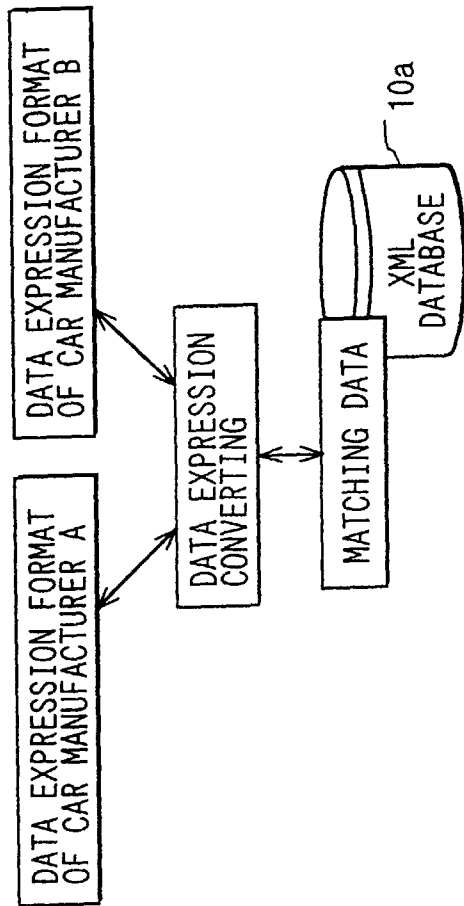 DATA EXPRESSION FORMAT
OF CAR MANUFACTURER A
DATA EXPRESSION FORMAT
OF CAR MANUFACTURER B
DATA EXPRESSION
CONVERTING
MATCHING DATA
XML
DATABASE
10a